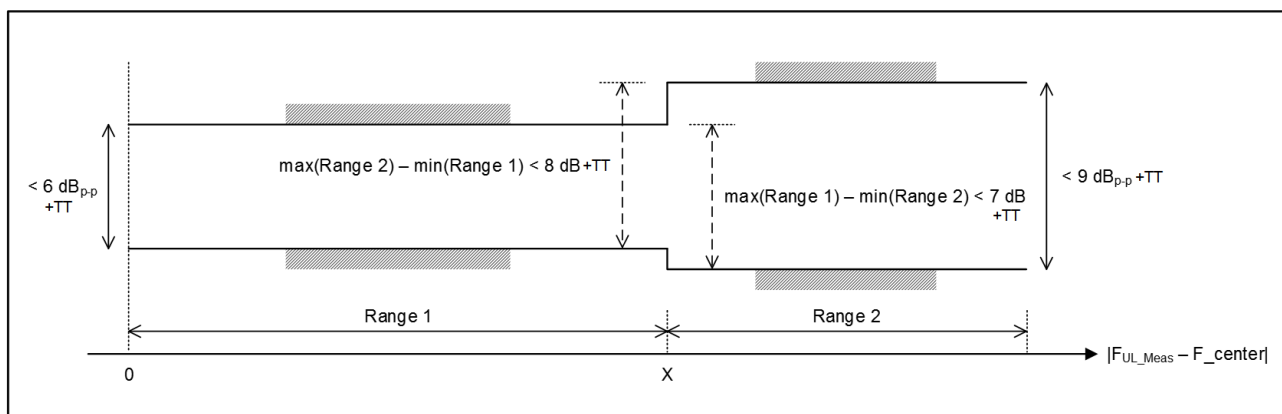 max(Range 2) – min(Range 1) < 8 dB +TT
< 6 dBp-p
+TT
max(Range 1) – min(Range 2) < 7 dB
+TT
< 9 dBp-p +TT
Range 1
Range 2
|FUL_Meas – F_center|
0
X